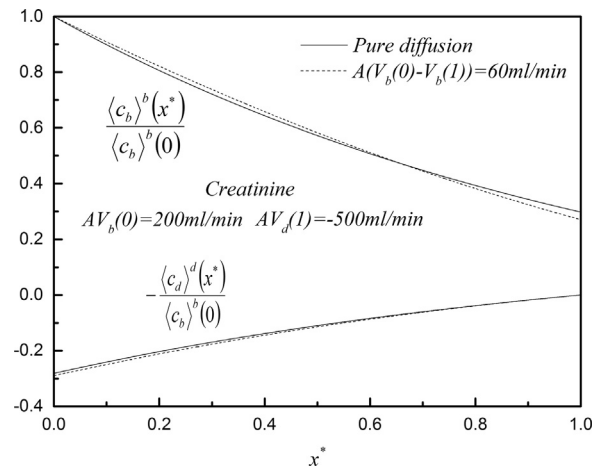 1.0
0.8
0.6
0.4
0.2
0.0
-0.2
-0.4
Pure diffusion
A(V_b(0)-V_b(1))=60ml/min
⟨c_b⟩^b(x*)
⟨c_b⟩^b(0)
Creatinine
AV_b(0)=200ml/min AV_d(1)=-500ml/min
-⟨c_d⟩^d(x*)
⟨c_b⟩^b(0)
0.0 0.2 0.4 0.6 0.8 1.0
x*